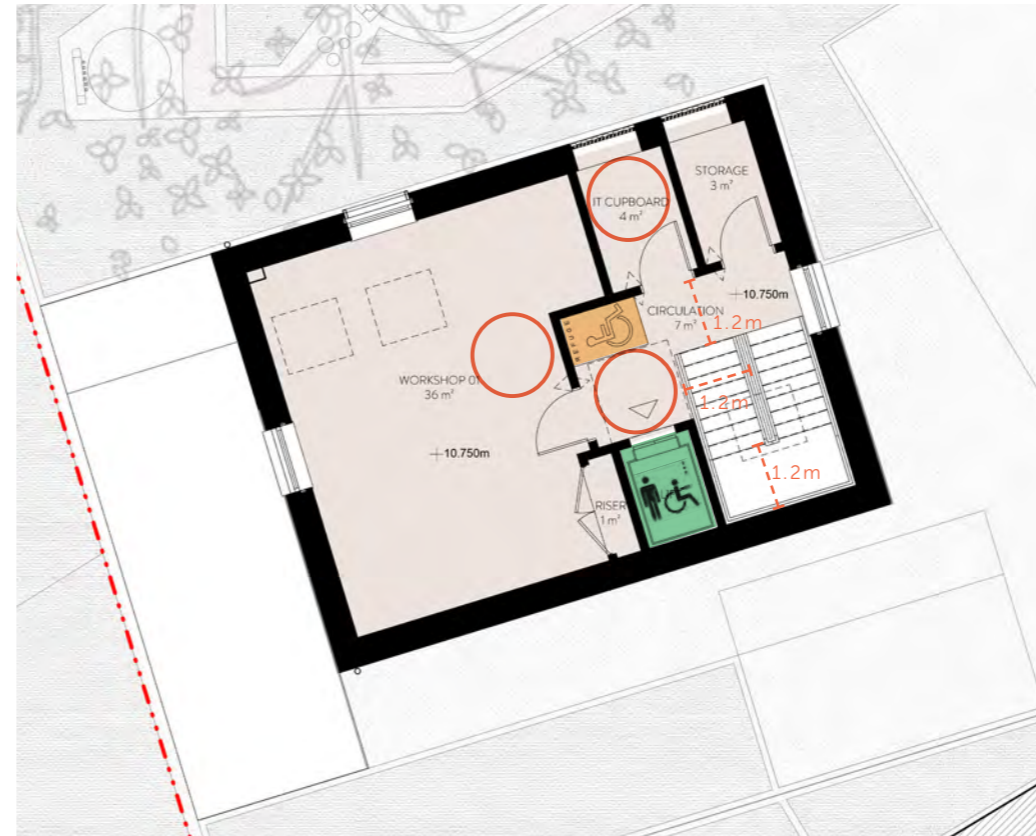 STORAGE
3 m²
IT CUPBOARD
4 m²
10.750m
CIRCULATION
7 m²
1.2m
REFUGE
WORKSHOP 01
36 m²
1.2m
10.750m
1.2m
RISER
1 m²